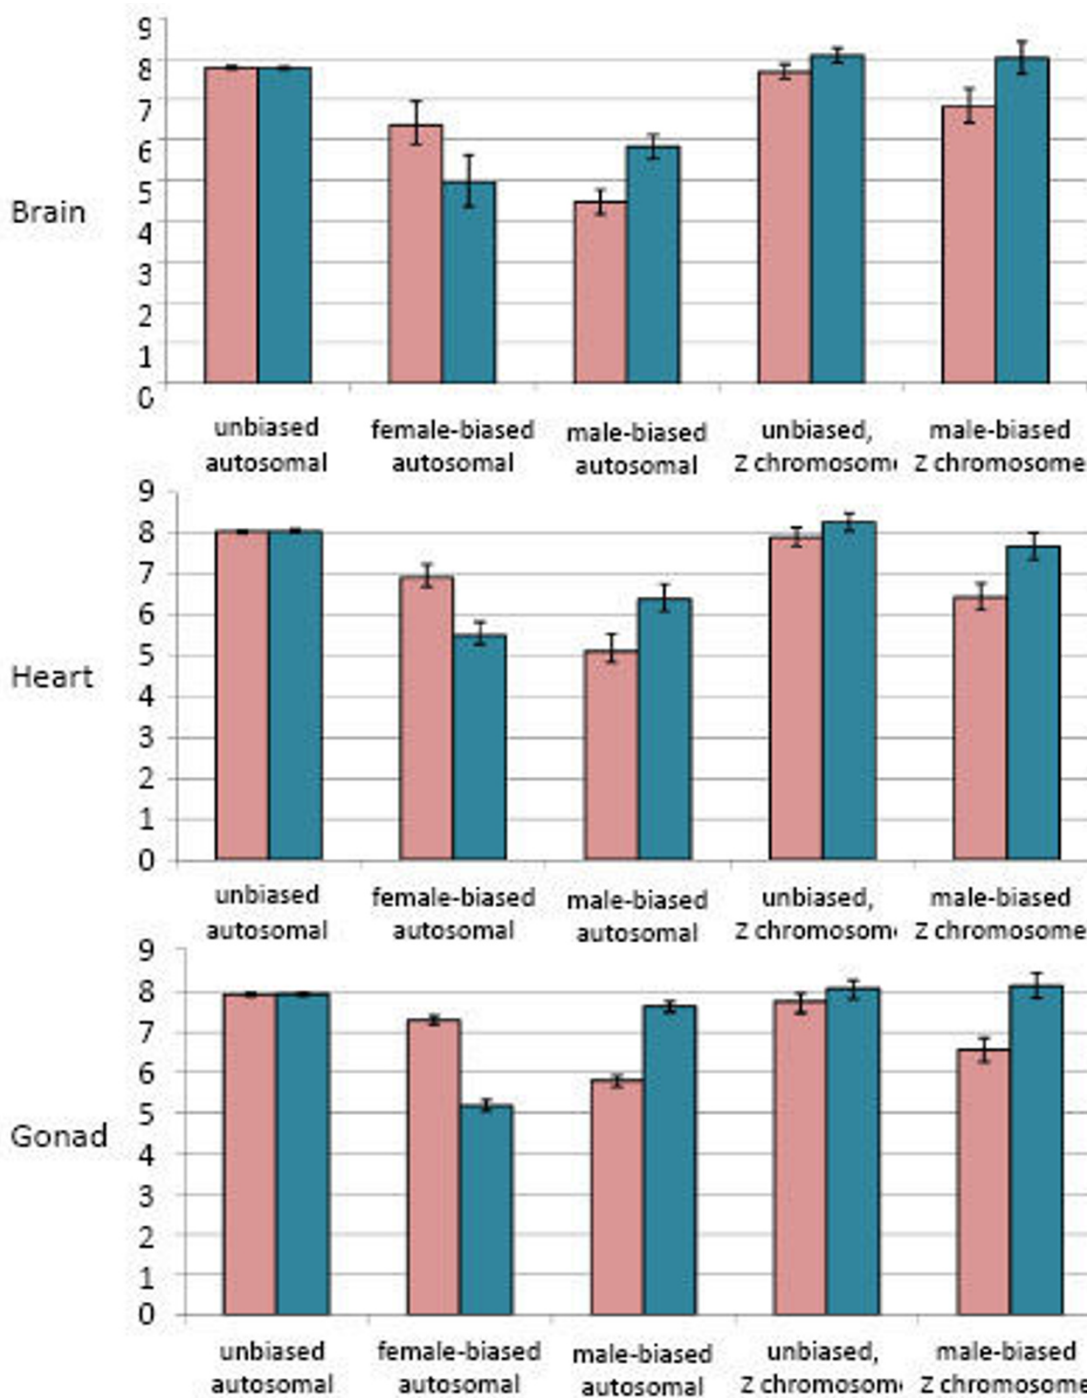 Brain
9
8
7
6
5
4
3
2
1
0
unbiased autosomal
female-biased autosomal
male-biased autosomal
unbiased, Z chromosome
male-biased Z chromosome
Heart
9
8
7
6
5
4
3
2
1
0
unbiased autosomal
female-biased autosomal
male-biased autosomal
unbiased, Z chromosome
male-biased Z chromosome
Gonad
9
8
7
6
5
4
3
2
1
0
unbiased autosomal
female-biased autosomal
male-biased autosomal
unbiased, Z chromosome
male-biased Z chromosome